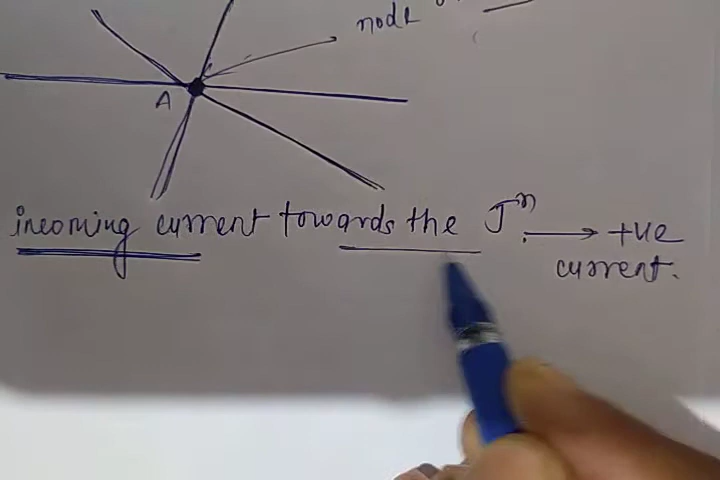 node
A
incoming current towards the Jⁿ. → +ve
current.